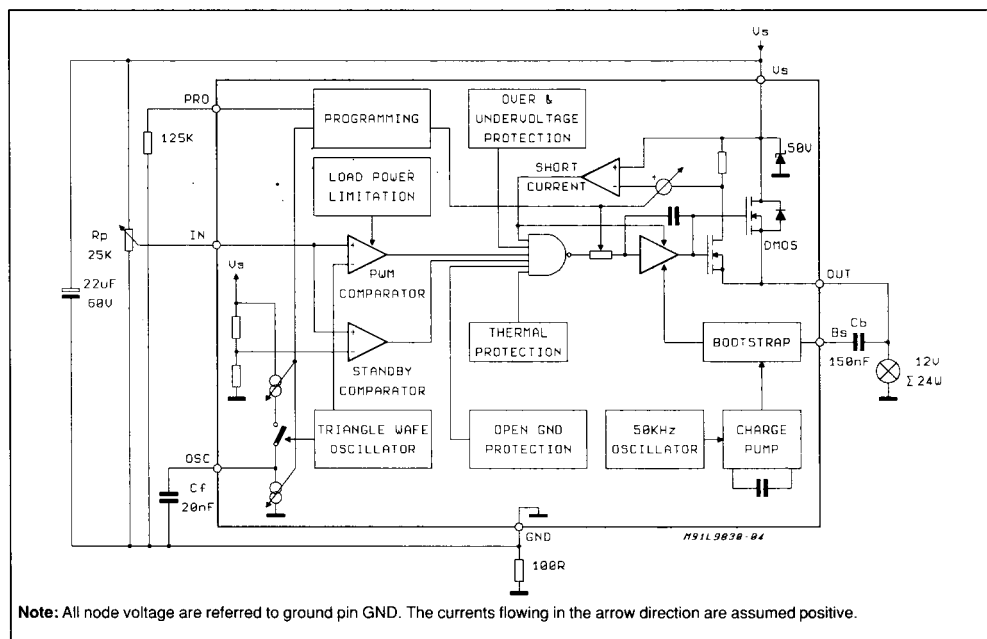 Vs
Vs
PRO
125K
PROGRAMMING
OVER &
UNDERVOLTAGE
PROTECTION
50V
SHORT
CURRENT
LOAD POWER
LIMITATION
Rp
25K
IN
PWM
COMPARATOR
DMOS
Vs
22uF
60V
OUT
THERMAL
PROTECTION
BOOTSTRAP
Bs
Cb
150nF
12V
Σ24W
STANDBY
COMPARATOR
TRIANGLE WAFE
OSCILLATOR
OPEN GND
PROTECTION
50KHz
OSCILLATOR
CHARGE
PUMP
OSC
Cf
20nF
GND
M91L9830-04
100R
Note: All node voltage are referred to ground pin GND. The currents flowing in the arrow direction are assumed positive.